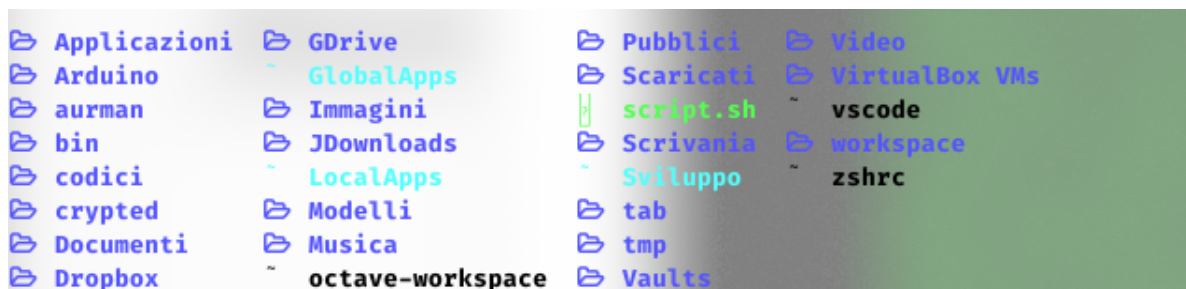 Applicazioni GDrive Pubblici Video
Arduino ~ GlobalApps Scaricati VirtualBox VMs
aurman Immagini script.sh ~ vscode
bin JDownloads Scrivania workspace
codici ~ LocalApps ~ Sviluppo ~ zshrc
crypted Modelli tab
Documenti Musica tmp
Dropbox ~ octave-workspace Vaults